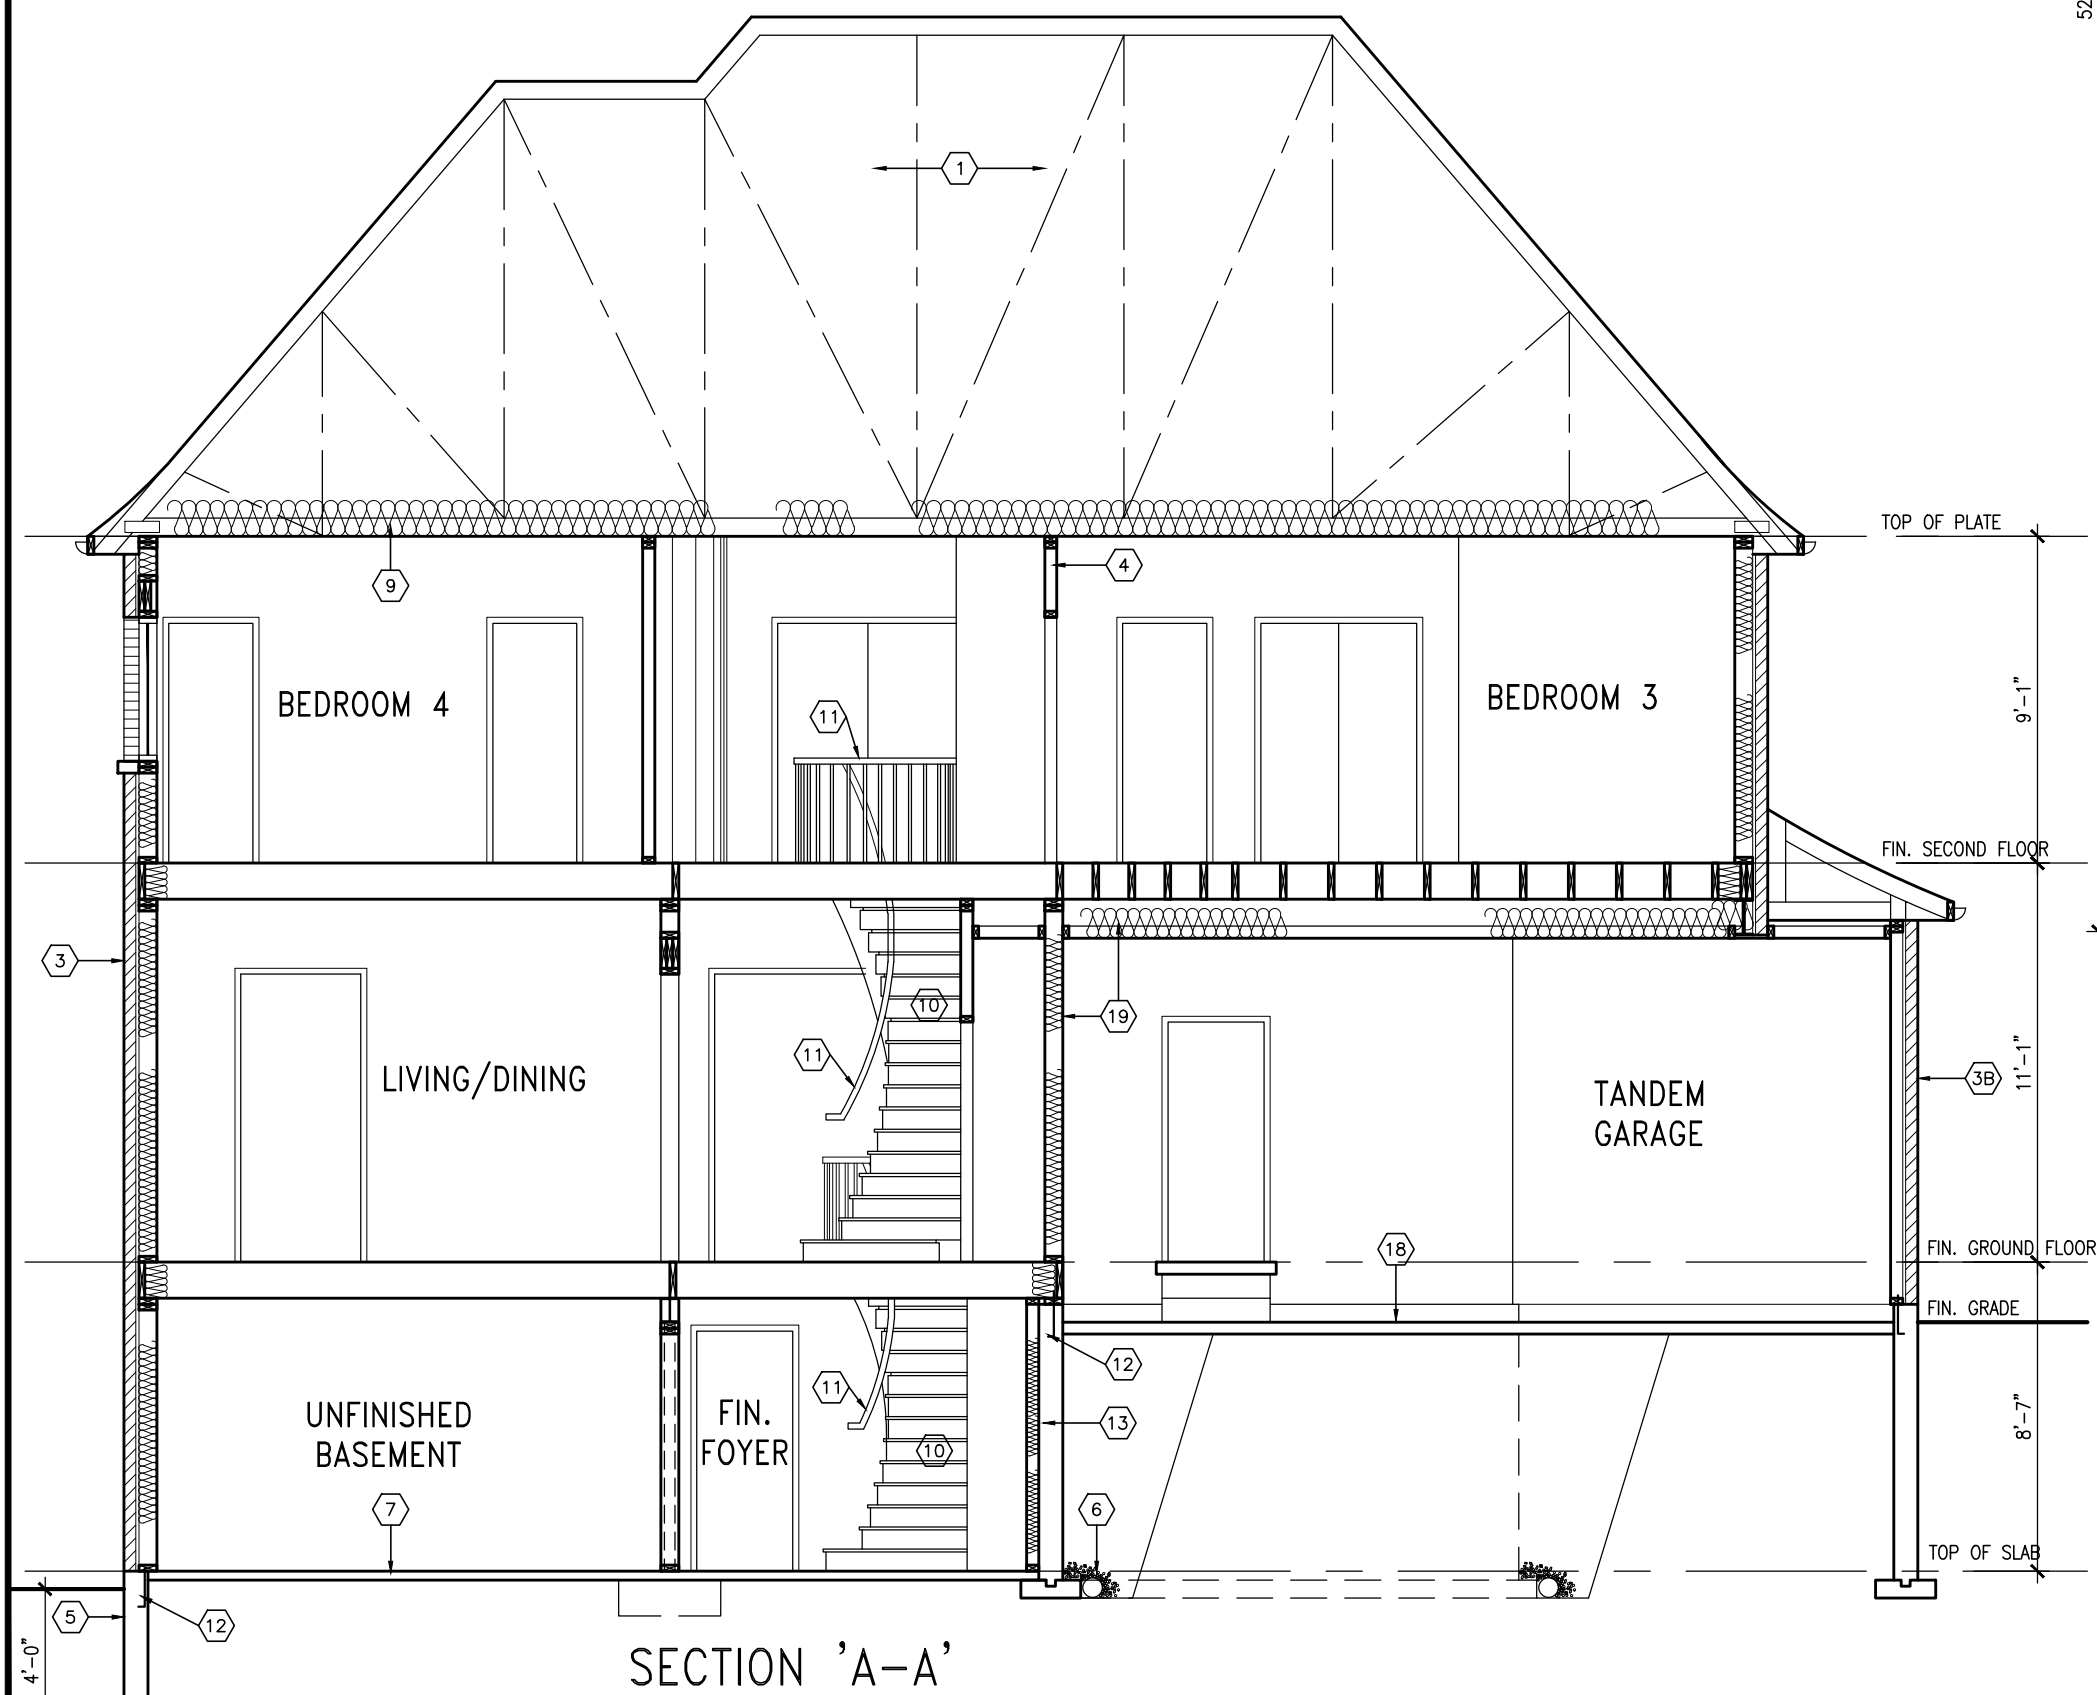 52
1
TOP OF PLATE
9
4
BEDROOM 4
11
BEDROOM 3
9'-1"
FIN. SECOND FLOOR
3
10
19
11
LIVING/DINING
TANDEM
GARAGE
3B
11'-1"
18
FIN. GROUND FLOOR
FIN. GRADE
12
11
UNFINISHED
BASEMENT
FIN.
FOYER
13
10
8'-7"
7
6
TOP OF SLAB
5
12
4'-0"
SECTION 'A-A'